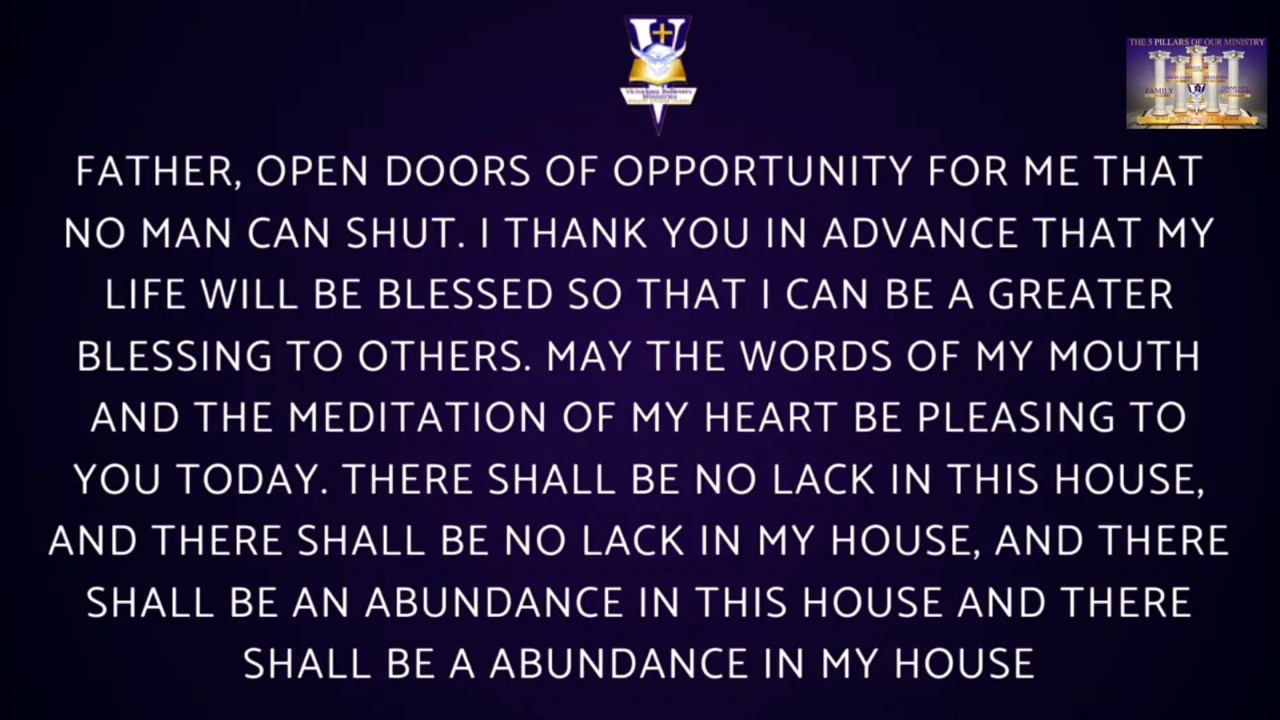 Victorious Believers
Ministries
THE 5 PILLARS OF OUR MINISTRY
FAMILY
FATHER, OPEN DOORS OF OPPORTUNITY FOR ME THAT
NO MAN CAN SHUT. I THANK YOU IN ADVANCE THAT MY
LIFE WILL BE BLESSED SO THAT I CAN BE A GREATER
BLESSING TO OTHERS. MAY THE WORDS OF MY MOUTH
AND THE MEDITATION OF MY HEART BE PLEASING TO
YOU TODAY. THERE SHALL BE NO LACK IN THIS HOUSE,
AND THERE SHALL BE NO LACK IN MY HOUSE, AND THERE
SHALL BE AN ABUNDANCE IN THIS HOUSE AND THERE
SHALL BE A ABUNDANCE IN MY HOUSE